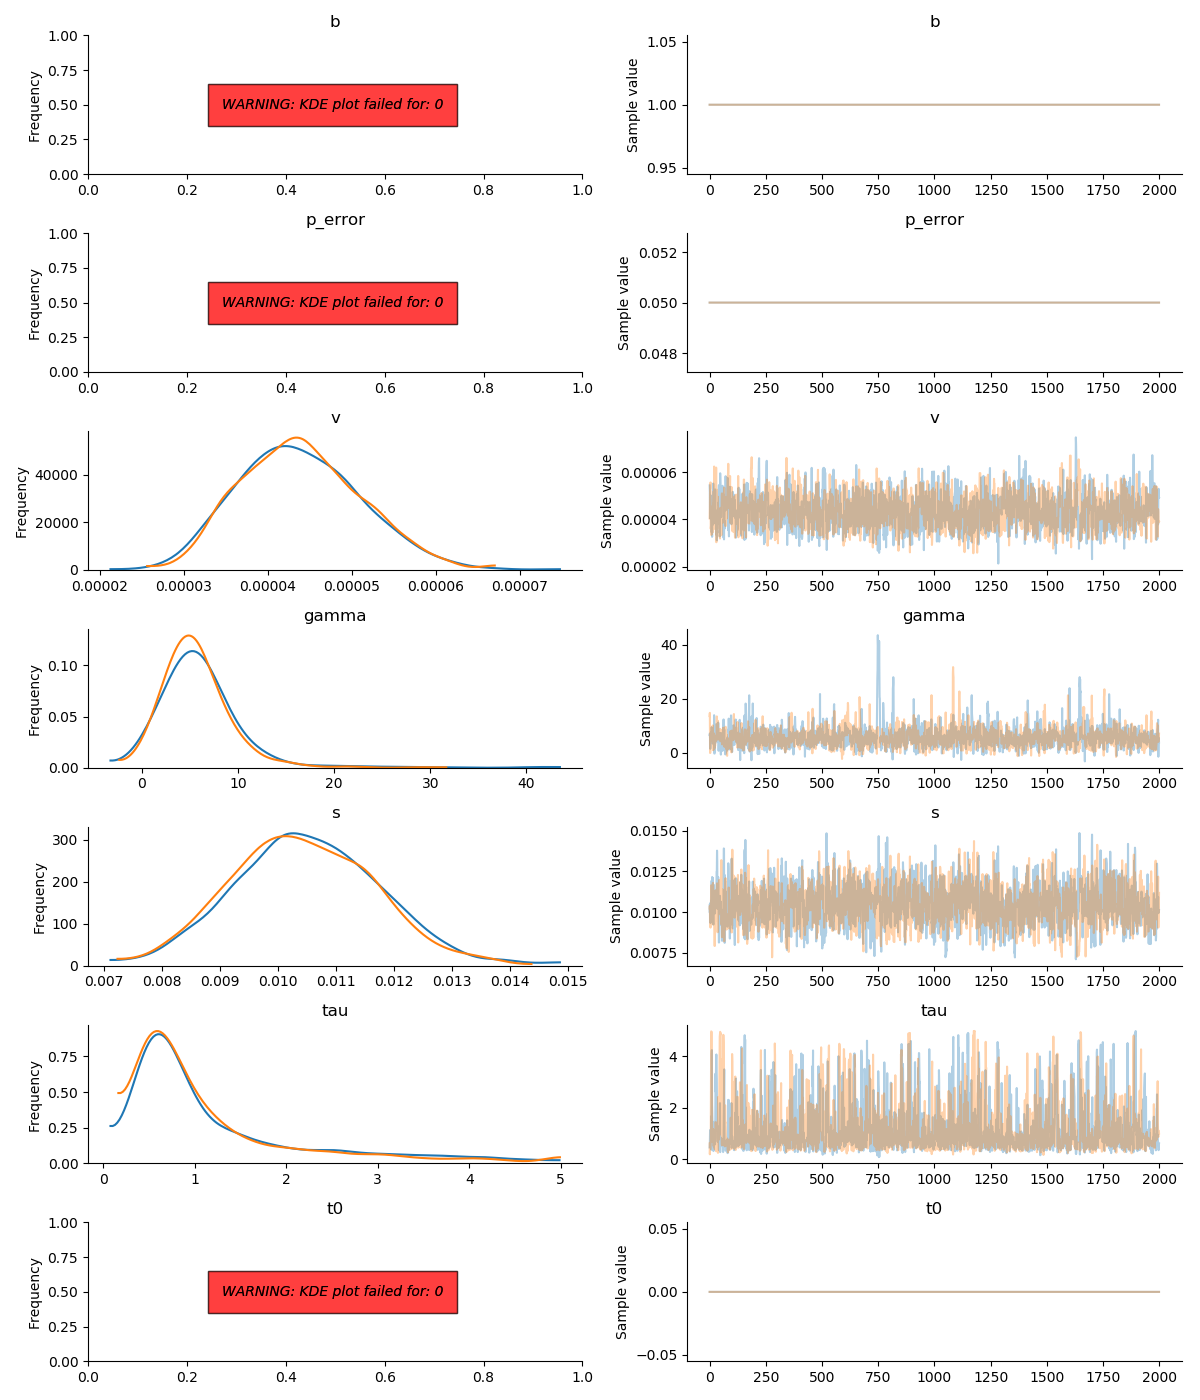 b
1.00
0.75
0.50
0.25
0.00
Frequency
WARNING: KDE plot failed for: 0
0.0 0.2 0.4 0.6 0.8 1.0
b
1.05
1.00
0.95
Sample value
0 250 500 750 1000 1250 1500 1750 2000
p_error
1.00
0.75
0.50
0.25
0.00
Frequency
WARNING: KDE plot failed for: 0
0.0 0.2 0.4 0.6 0.8 1.0
p_error
0.052
0.050
0.048
Sample value
0 250 500 750 1000 1250 1500 1750 2000
v
40000
20000
0
Frequency
0.00002 0.00003 0.00004 0.00005 0.00006 0.00007
v
0.00006
0.00004
0.00002
Sample value
0 250 500 750 1000 1250 1500 1750 2000
gamma
0.10
0.05
0.00
Frequency
0 10 20 30 40
gamma
40
20
0
Sample value
0 250 500 750 1000 1250 1500 1750 2000
s
300
200
100
0
Frequency
0.007 0.008 0.009 0.010 0.011 0.012 0.013 0.014 0.015
s
0.0150
0.0125
0.0100
0.0075
Sample value
0 250 500 750 1000 1250 1500 1750 2000
tau
0.75
0.50
0.25
0.00
Frequency
0 1 2 3 4 5
tau
4
2
0
Sample value
0 250 500 750 1000 1250 1500 1750 2000
t0
1.00
0.75
0.50
0.25
0.00
Frequency
WARNING: KDE plot failed for: 0
0.0 0.2 0.4 0.6 0.8 1.0
t0
0.05
0.00
−0.05
Sample value
0 250 500 750 1000 1250 1500 1750 2000